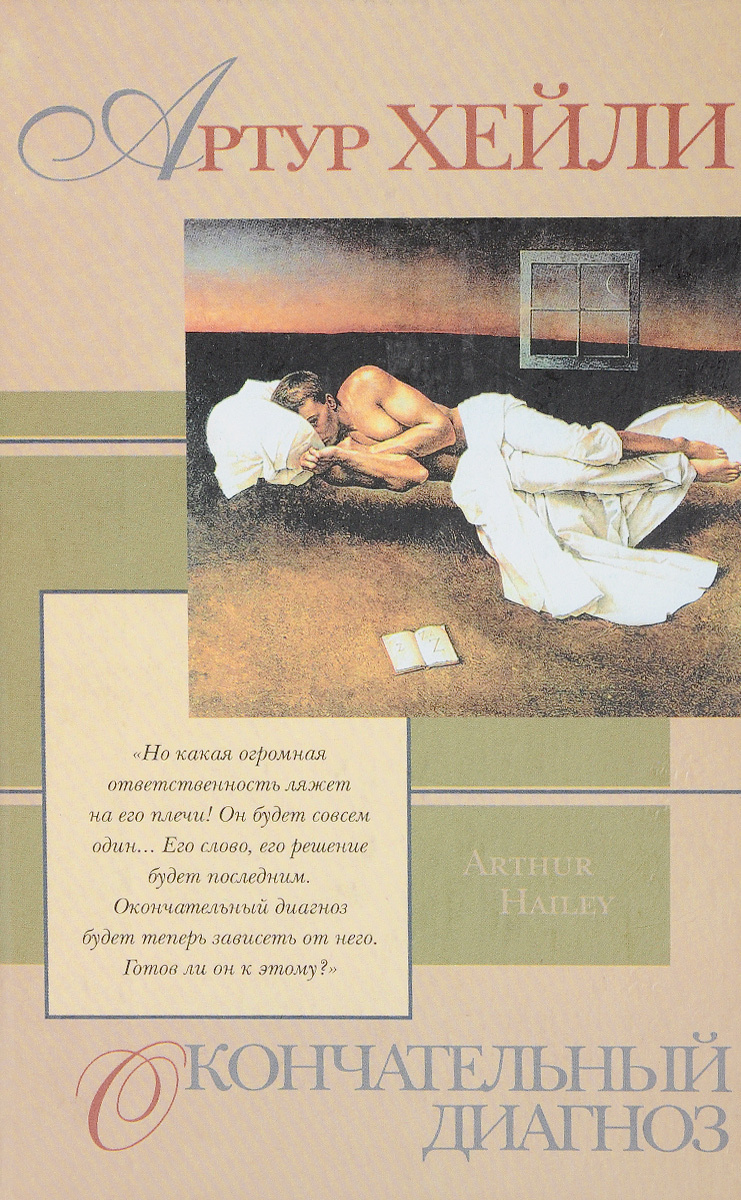 Артур ХЕЙЛИ
«Но какая огромная
ответственность ляжет
на его плечи! Он будет совсем
один... Его слово, его решение
будет последним.
Окончательный диагноз
будет теперь зависеть от него.
Готов ли он к этому?»
Arthur
Hailey
ОКОНЧАТЕЛЬНЫЙ
ДИАГНОЗ